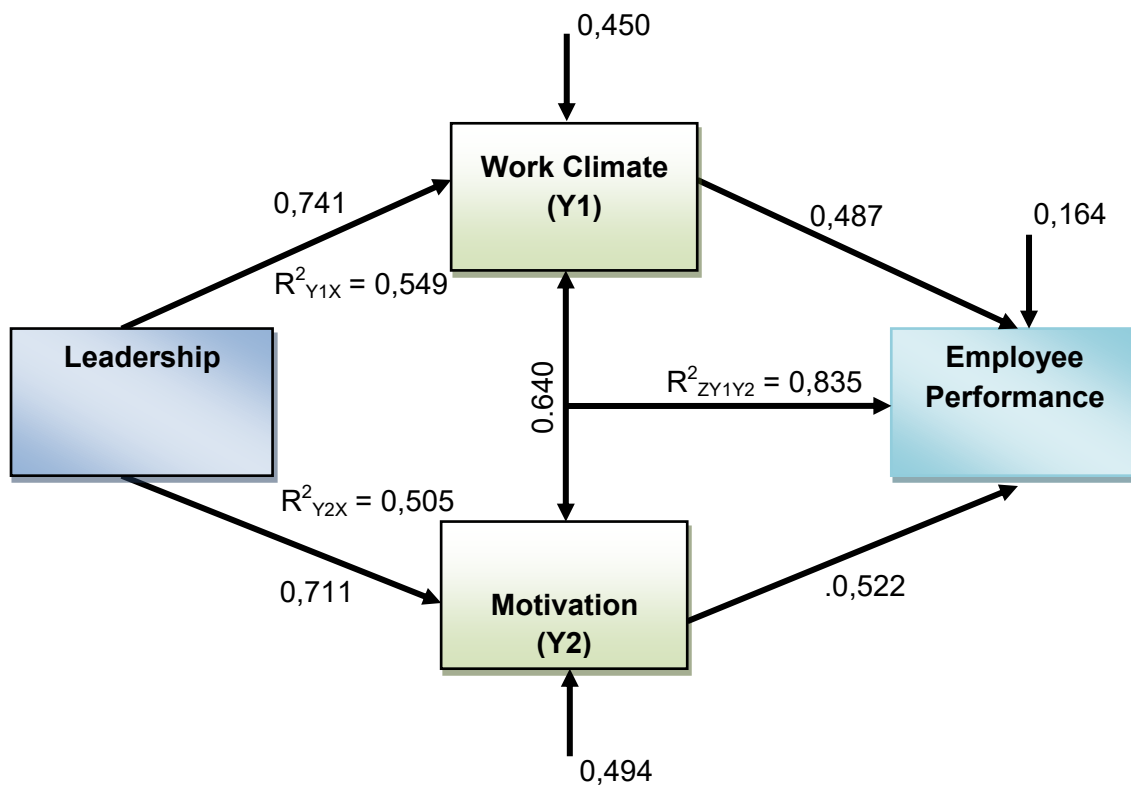 0,450
Work Climate
(Y1)
0,741
0,487
0,164
R²Y1X = 0,549
Leadership
Employee
Performance
0.640
R²ZY1Y2 = 0,835
R²Y2X = 0,505
0,711
Motivation
(Y2)
.0,522
0,494